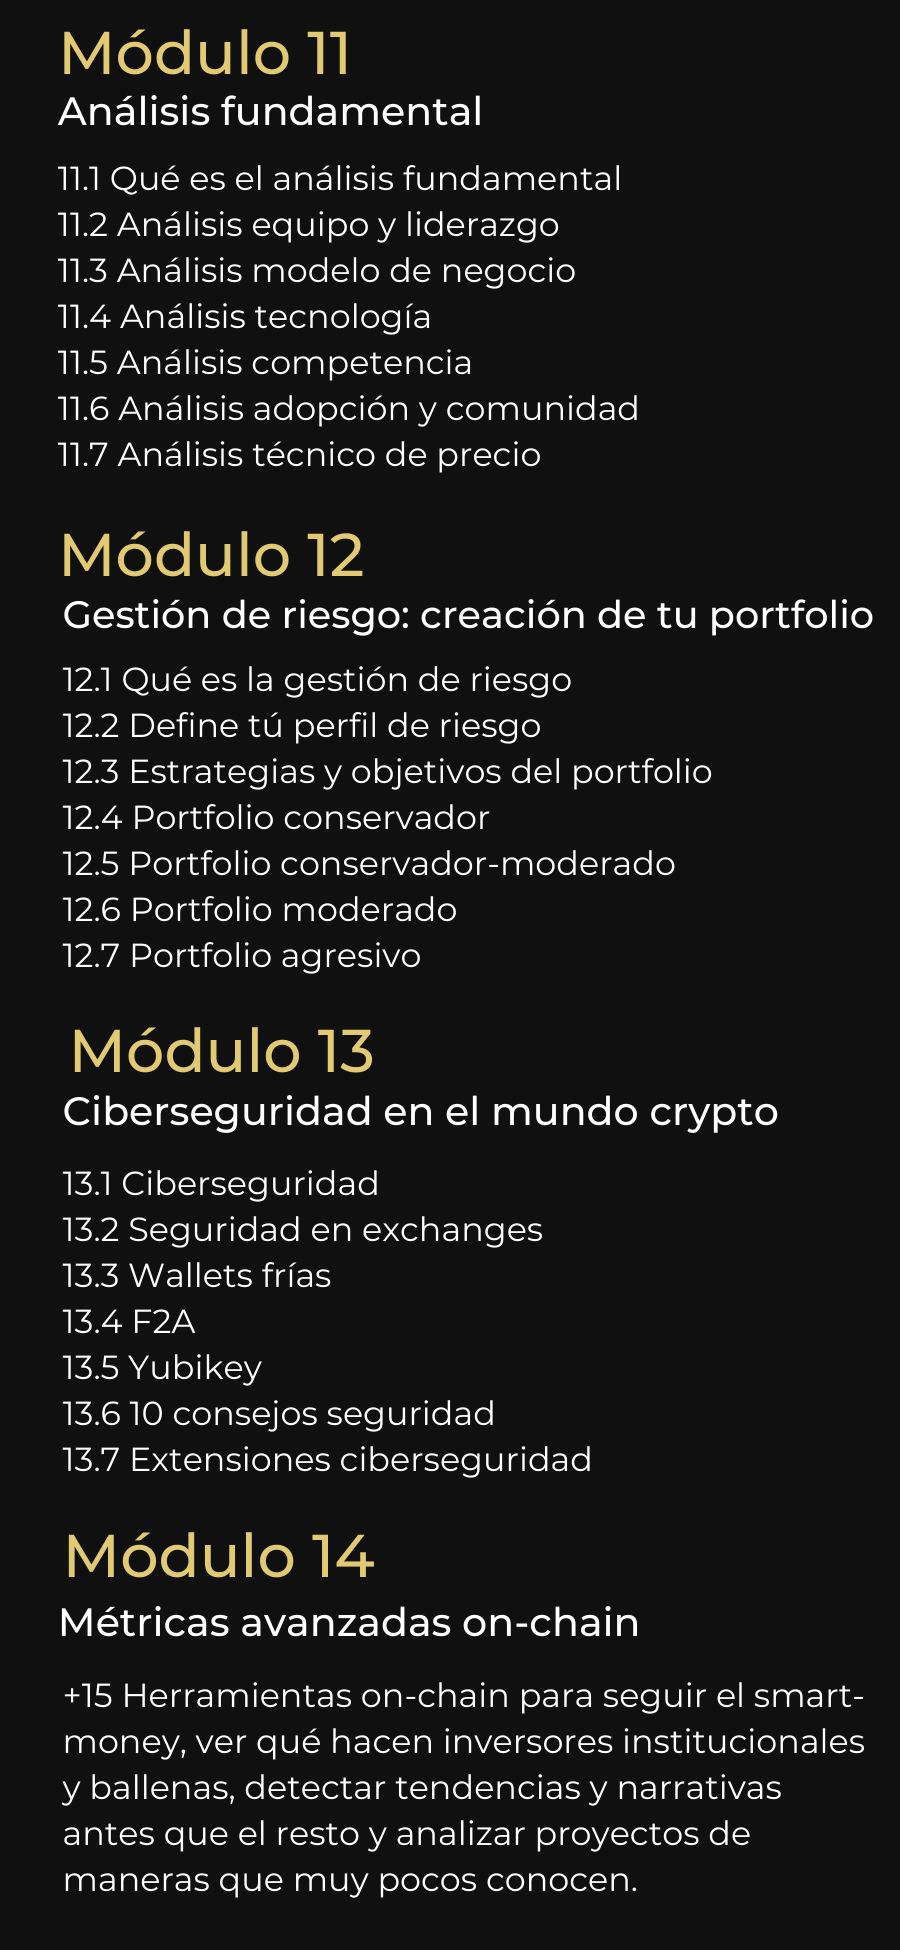 Módulo 11
Análisis fundamental
11.1 Qué es el análisis fundamental
11.2 Análisis equipo y liderazgo
11.3 Análisis modelo de negocio
11.4 Análisis tecnología
11.5 Análisis competencia
11.6 Análisis adopción y comunidad
11.7 Análisis técnico de precio
Módulo 12
Gestión de riesgo: creación de tu portfolio
12.1 Qué es la gestión de riesgo
12.2 Define tú perfil de riesgo
12.3 Estrategias y objetivos del portfolio
12.4 Portfolio conservador
12.5 Portfolio conservador-moderado
12.6 Portfolio moderado
12.7 Portfolio agresivo
Módulo 13
Ciberseguridad en el mundo crypto
13.1 Ciberseguridad
13.2 Seguridad en exchanges
13.3 Wallets frías
13.4 F2A
13.5 Yubikey
13.6 10 consejos seguridad
13.7 Extensiones ciberseguridad
Módulo 14
Métricas avanzadas on-chain
+15 Herramientas on-chain para seguir el smart-
money, ver qué hacen inversores institucionales
y ballenas, detectar tendencias y narrativas
antes que el resto y analizar proyectos de
maneras que muy pocos conocen.